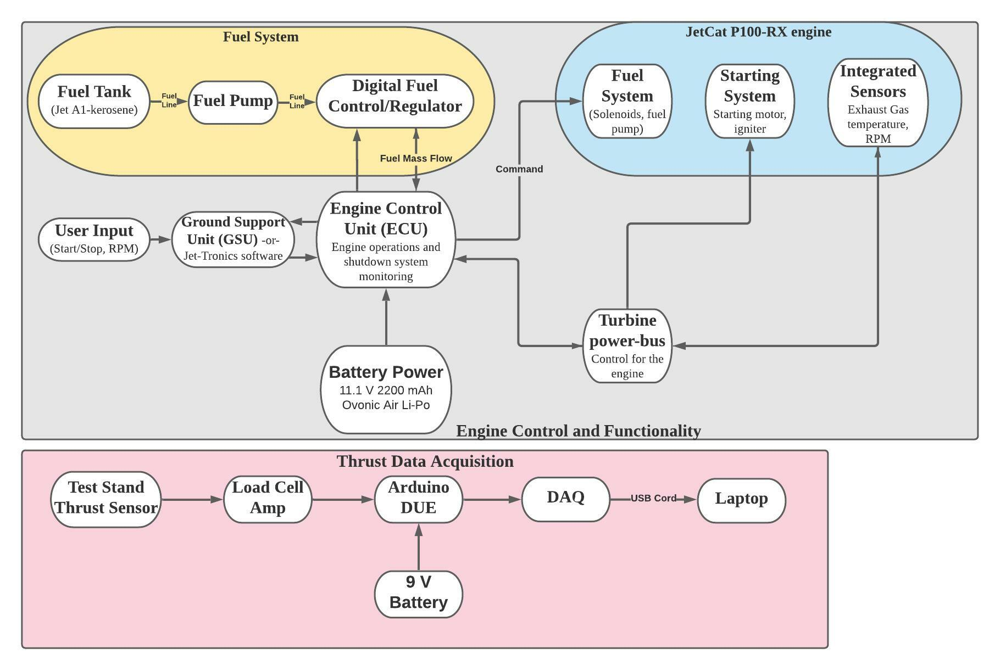 Fuel System
Fuel Tank
(Jet A1-kerosene)
Fuel
Line
Fuel Pump
Fuel
Line
Digital Fuel
Control/Regulator
Fuel Mass Flow
JetCat P100-RX engine
Fuel
System
(Solenoids, fuel
pump)
Starting
System
Starting motor,
igniter
Integrated
Sensors
Exhaust Gas
temperature,
RPM
Command
User Input
(Start/Stop, RPM)
Ground Support
Unit (GSU) -or-
Jet-Tronics software
Engine Control
Unit (ECU)
Engine operations and
shutdown system
monitoring
Turbine
power-bus
Control for the
engine
Battery Power
11.1 V 2200 mAh
Ovonic Air Li-Po
Engine Control and Functionality
Thrust Data Acquisition
Test Stand
Thrust Sensor
Load Cell
Amp
Arduino
DUE
DAQ
USB Cord
Laptop
9 V
Battery